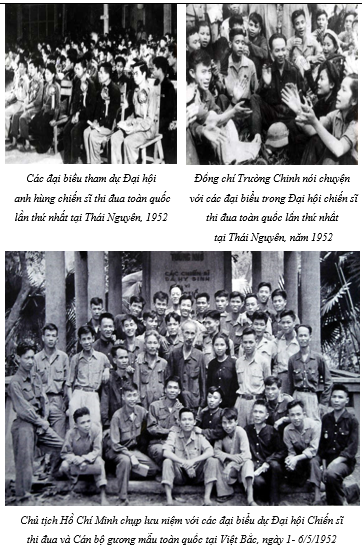 Các đại biểu tham dự Đại hội
anh hùng chiến sĩ thi đua toàn quốc
lần thứ nhất tại Thái Nguyên, 1952
Đồng chí Trường Chinh nói chuyện
với các đại biểu trong Đại hội chiến sĩ
thi đua toàn quốc lần thứ nhất
tại Thái Nguyên, năm 1952
CÁC CHIẾN SĨ
Chủ tịch Hồ Chí Minh chụp lưu niệm với các đại biểu dự Đại hội Chiến sĩ
thi đua và Cán bộ gương mẫu toàn quốc tại Việt Bắc, ngày 1- 6/5/1952